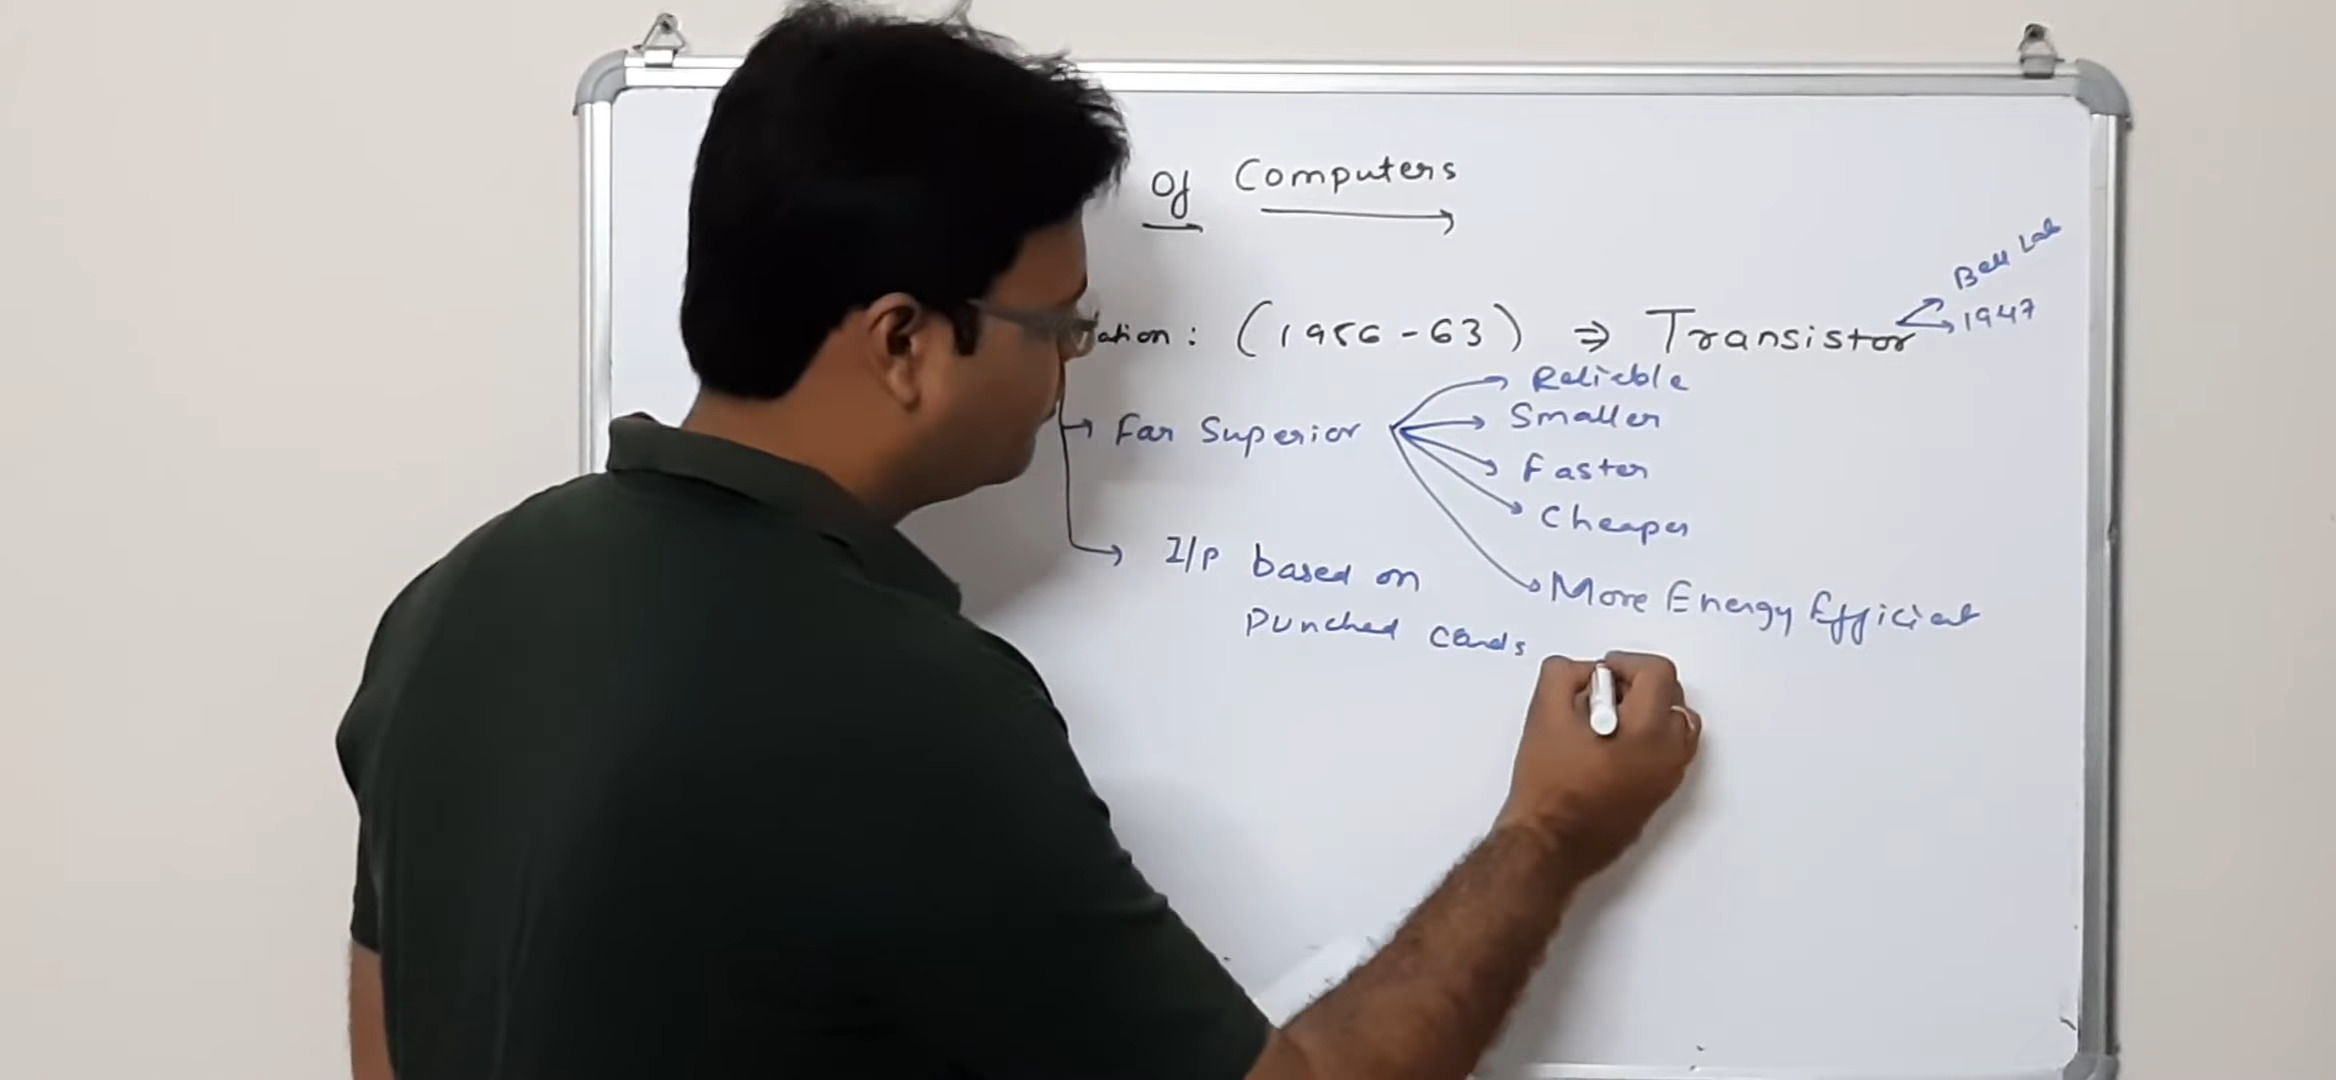 Of Computers
Bell Lab
1947
ation : (1956-63) ⇒ Transistor
Reliable
Far Superior
Smaller
Faster
Cheaper
I/P based on
More Energy Efficient
Punched Cards